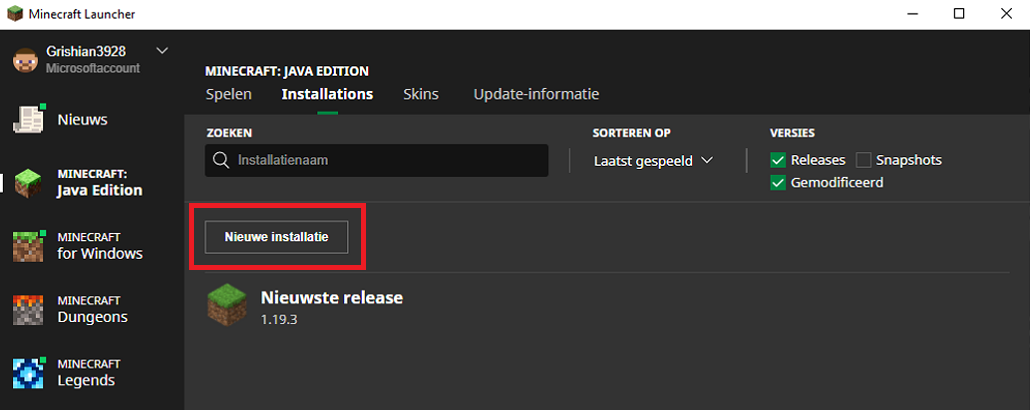 Minecraft Launcher
Grishian3928
Microsoftaccount
Nieuws
MINECRAFT:
Java Edition
MINECRAFT
for Windows
MINECRAFT
Dungeons
MINECRAFT
Legends
MINECRAFT: JAVA EDITION
Spelen Installations Skins Update-informatie
ZOEKEN SORTEREN OP VERSIES
Installatienaam Laatst gespeeld Releases Snapshots
Gemodificeerd
Nieuwe installatie
Nieuwste release
1.19.3